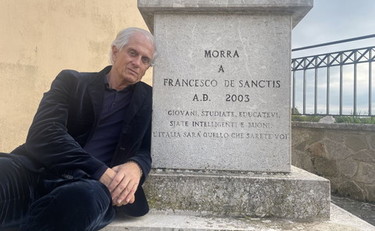 MORRA
A
FRANCESCO DE SANCTIS
A.D. 2003
GIOVANI, STUDIATE, EDUCATEVI,
SIATE INTELLIGENTI E BUONI.
L'ITALIA SARÀ QUELLO CHE SARETE VOI